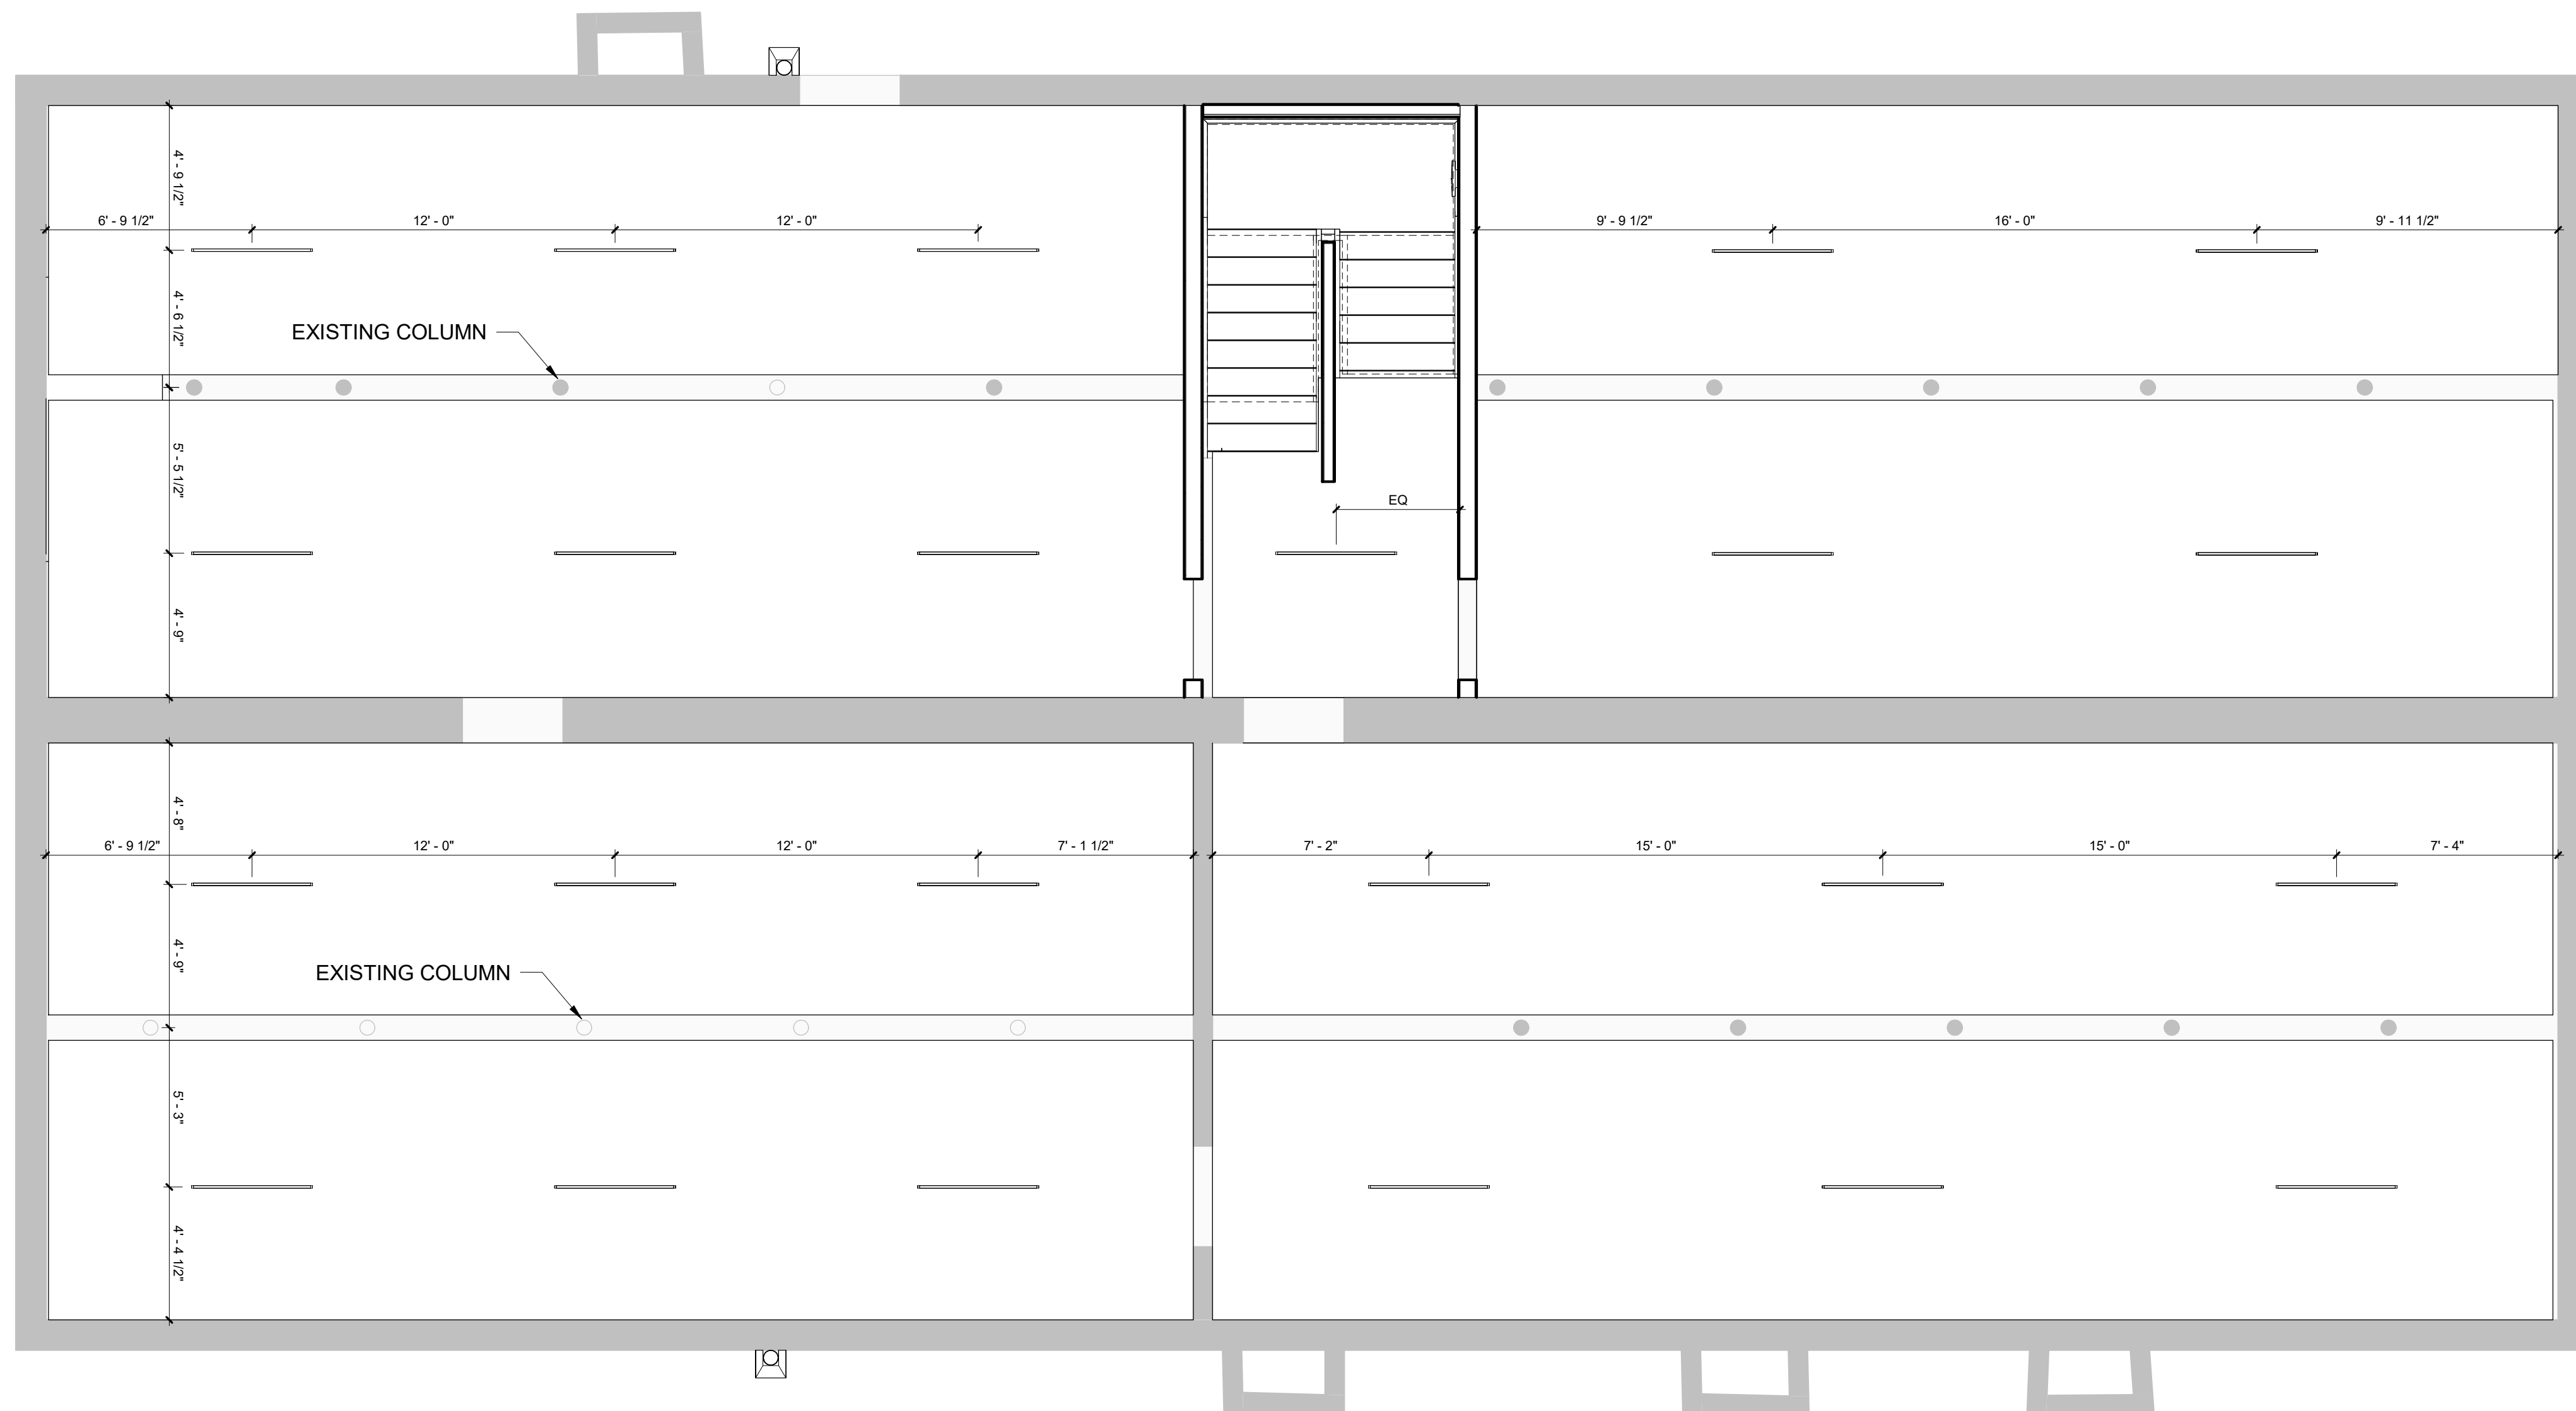 4' - 9 1/2"
6' - 9 1/2"
12' - 0"
12' - 0"
9' - 9 1/2"
16' - 0"
9' - 11 1/2"
4' - 6 1/2"
EXISTING COLUMN
5' - 5 1/2"
EQ
4' - 9"
4' - 8"
6' - 9 1/2"
12' - 0"
12' - 0"
7' - 1 1/2"
7' - 2"
15' - 0"
15' - 0"
7' - 4"
4' - 9"
EXISTING COLUMN
5' - 3"
4' - 4 1/2"